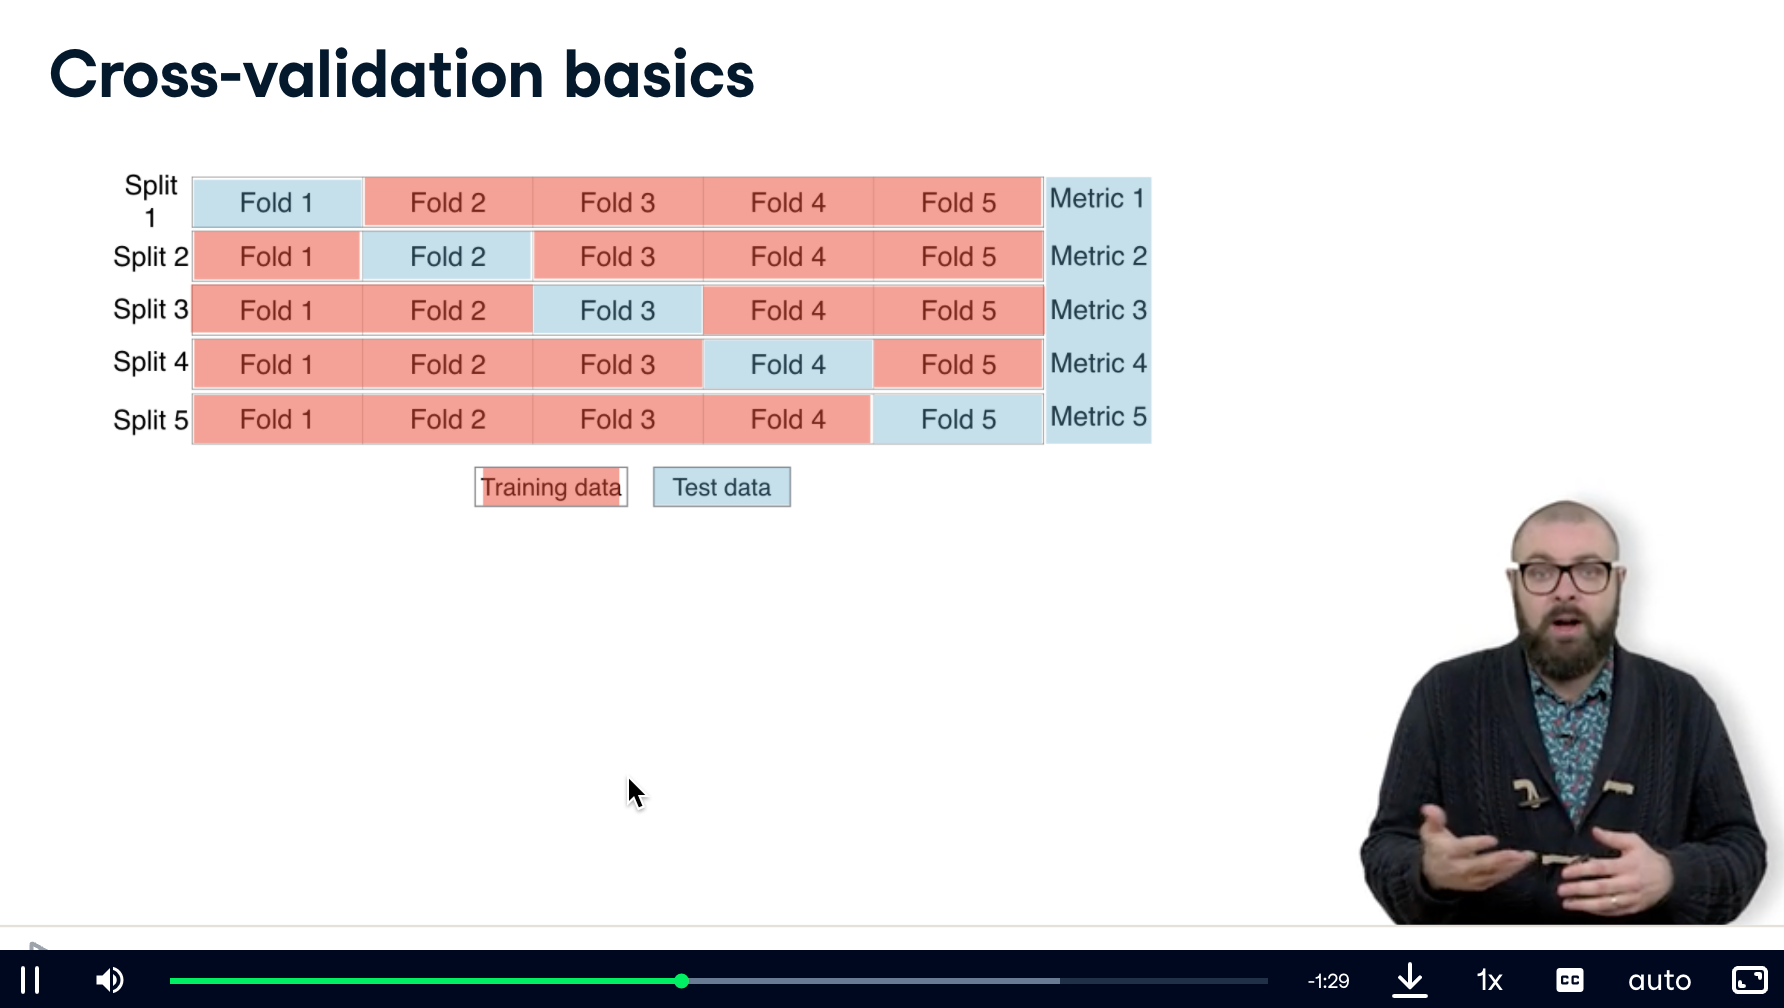 Cross-validation basics
Split
1
Fold 1 Fold 2 Fold 3 Fold 4 Fold 5 Metric 1
Split 2 Fold 1 Fold 2 Fold 3 Fold 4 Fold 5 Metric 2
Split 3 Fold 1 Fold 2 Fold 3 Fold 4 Fold 5 Metric 3
Split 4 Fold 1 Fold 2 Fold 3 Fold 4 Fold 5 Metric 4
Split 5 Fold 1 Fold 2 Fold 3 Fold 4 Fold 5 Metric 5
Training data Test data
-1:29 1x CC auto